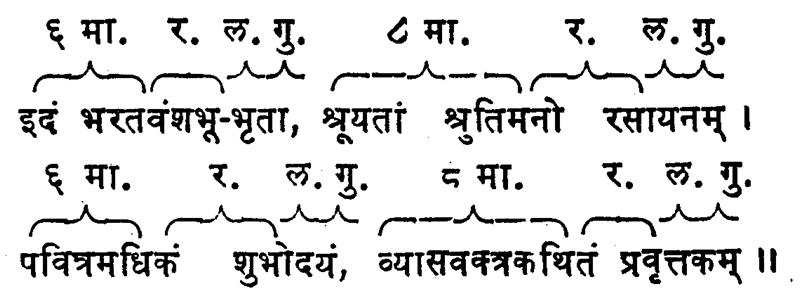 ६ मा. र. ल. गु. ८ मा. र. ल. गु.
इदं भरतवंशभू-भृता, श्रूयतां श्रुतिमनो रसायनम् ।
६ मा. र. ल. गु. ८ मा. र. ल. गु.
पवित्रमधिकं शुभोदयं, व्यासवक्त्रकथितं प्रवृत्तकम् ॥